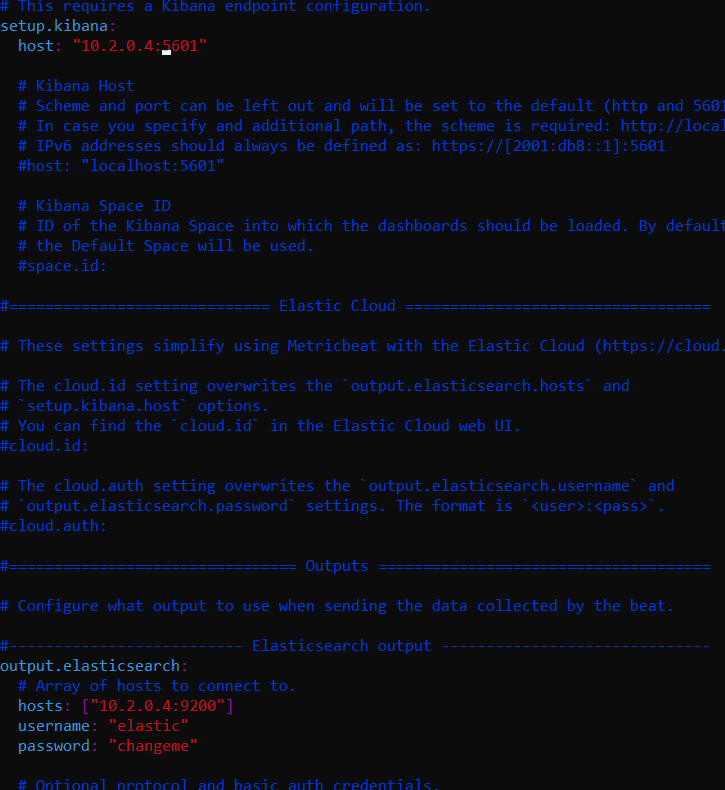 # This requires a Kibana endpoint configuration.
setup.kibana:
host: "10.2.0.4:5601"
# Kibana Host
# Scheme and port can be left out and will be set to the default (http and 5601
# In case you specify and additional path, the scheme is required: http://local
# IPv6 addresses should always be defined as: https://[2001:db8::1]:5601
#host: "localhost:5601"
# Kibana Space ID
# ID of the Kibana Space into which the dashboards should be loaded. By default
# the Default Space will be used.
#space.id:
#============================= Elastic Cloud ==================================
# These settings simplify using Metricbeat with the Elastic Cloud (https://cloud.
# The cloud.id setting overwrites the `output.elasticsearch.hosts` and
# `setup.kibana.host` options.
# You can find the `cloud.id` in the Elastic Cloud web UI.
#cloud.id:
# The cloud.auth setting overwrites the `output.elasticsearch.username` and
# `output.elasticsearch.password` settings. The format is `<user>:<pass>`.
#cloud.auth:
#================================ Outputs =====================================
# Configure what output to use when sending the data collected by the beat.
#-------------------------- Elasticsearch output ------------------------------
output.elasticsearch:
# Array of hosts to connect to.
hosts: ["10.2.0.4:9200"]
username: "elastic"
password: "changeme"
# Optional protocol and basic auth credentials.